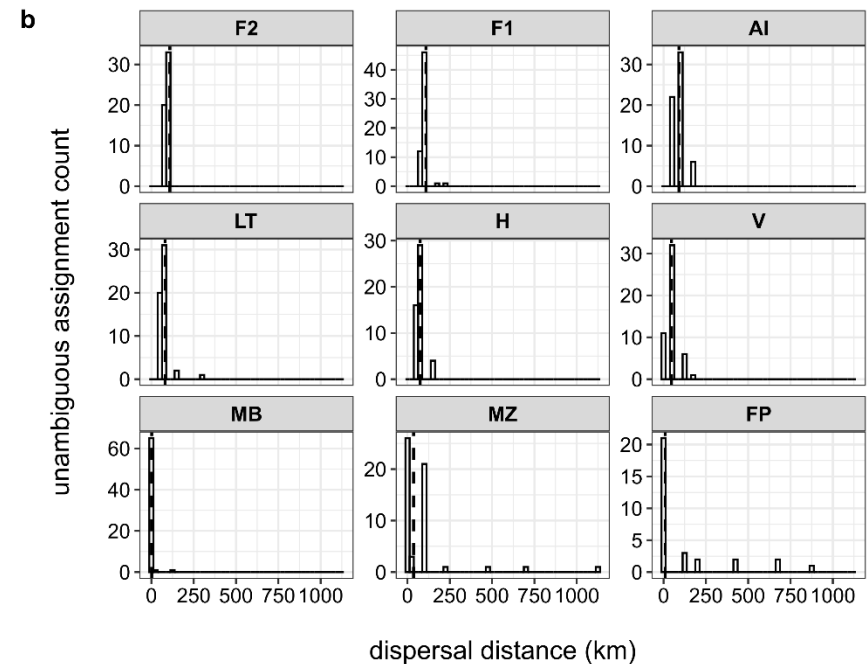 b
F2 F1 AI
30 20 10 0
40 30 20 10 0
30 20 10 0
LT H V
30 20 10 0
30 20 10 0
30 20 10 0
MB MZ FP
60 40 20 0
20 10 0
20 15 10 5 0
0 250 500 750 1000 0 250 500 750 1000 0 250 500 750 1000
unambiguous assignment count
dispersal distance (km)